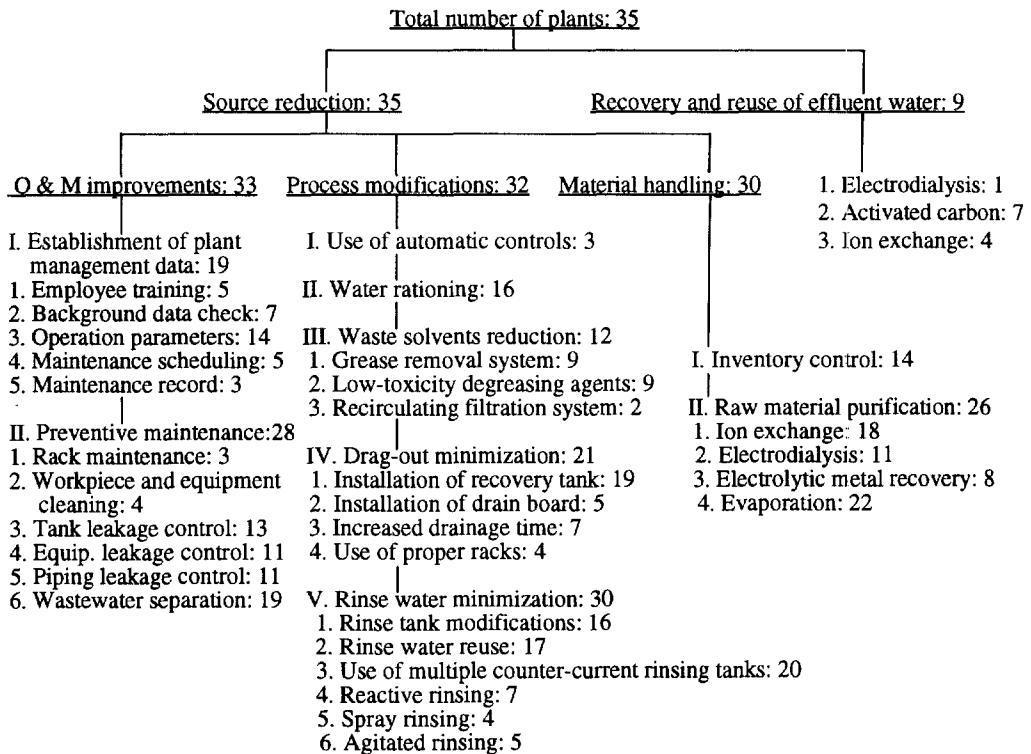 Total number of plants: 35
Source reduction: 35
Recovery and reuse of effluent water: 9
O & M improvements: 33
Process modifications: 32
Material handling: 30
1. Electrodialysis: 1
2. Activated carbon: 7
3. Ion exchange: 4
I. Establishment of plant
management data: 19
1. Employee training: 5
2. Background data check: 7
3. Operation parameters: 14
4. Maintenance scheduling: 5
5. Maintenance record: 3
II. Preventive maintenance:28
1. Rack maintenance: 3
2. Workpiece and equipment
cleaning: 4
3. Tank leakage control: 13
4. Equip. leakage control: 11
5. Piping leakage control: 11
6. Wastewater separation: 19
I. Use of automatic controls: 3
II. Water rationing: 16
III. Waste solvents reduction: 12
1. Grease removal system: 9
2. Low-toxicity degreasing agents: 9
3. Recirculating filtration system: 2
IV. Drag-out minimization: 21
1. Installation of recovery tank: 19
2. Installation of drain board: 5
3. Increased drainage time: 7
4. Use of proper racks: 4
V. Rinse water minimization: 30
1. Rinse tank modifications: 16
2. Rinse water reuse: 17
3. Use of multiple counter-current rinsing tanks: 20
4. Reactive rinsing: 7
5. Spray rinsing: 4
6. Agitated rinsing: 5
I. Inventory control: 14
II. Raw material purification: 26
1. Ion exchange: 18
2. Electrodialysis: 11
3. Electrolytic metal recovery: 8
4. Evaporation: 22